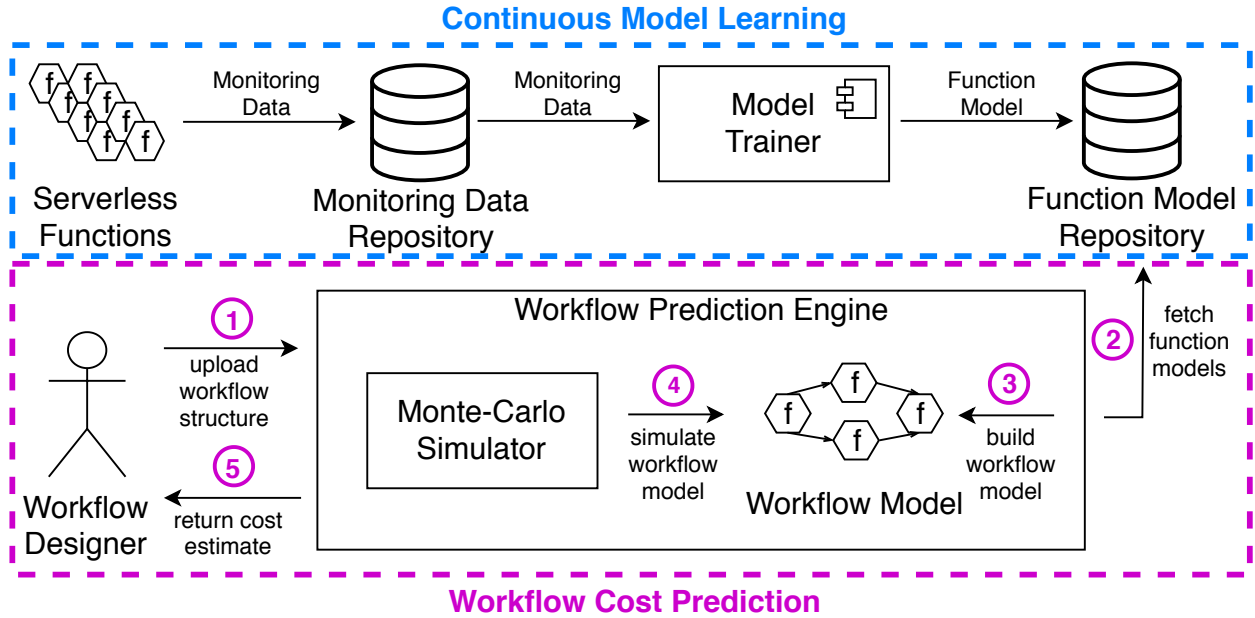 Continuous Model Learning
f f
f f
f f
f f
Monitoring
Data
Monitoring
Data
Model
Trainer
Function
Model
Serverless
Functions
Monitoring Data
Repository
Function Model
Repository
Workflow Prediction Engine
1
upload
workflow
structure
2
fetch
function
models
Monte-Carlo
Simulator
4
simulate
workflow
model
f
f
f
f
Workflow Model
3
build
workflow
model
5
return cost
estimate
Workflow
Designer
Workflow Cost Prediction